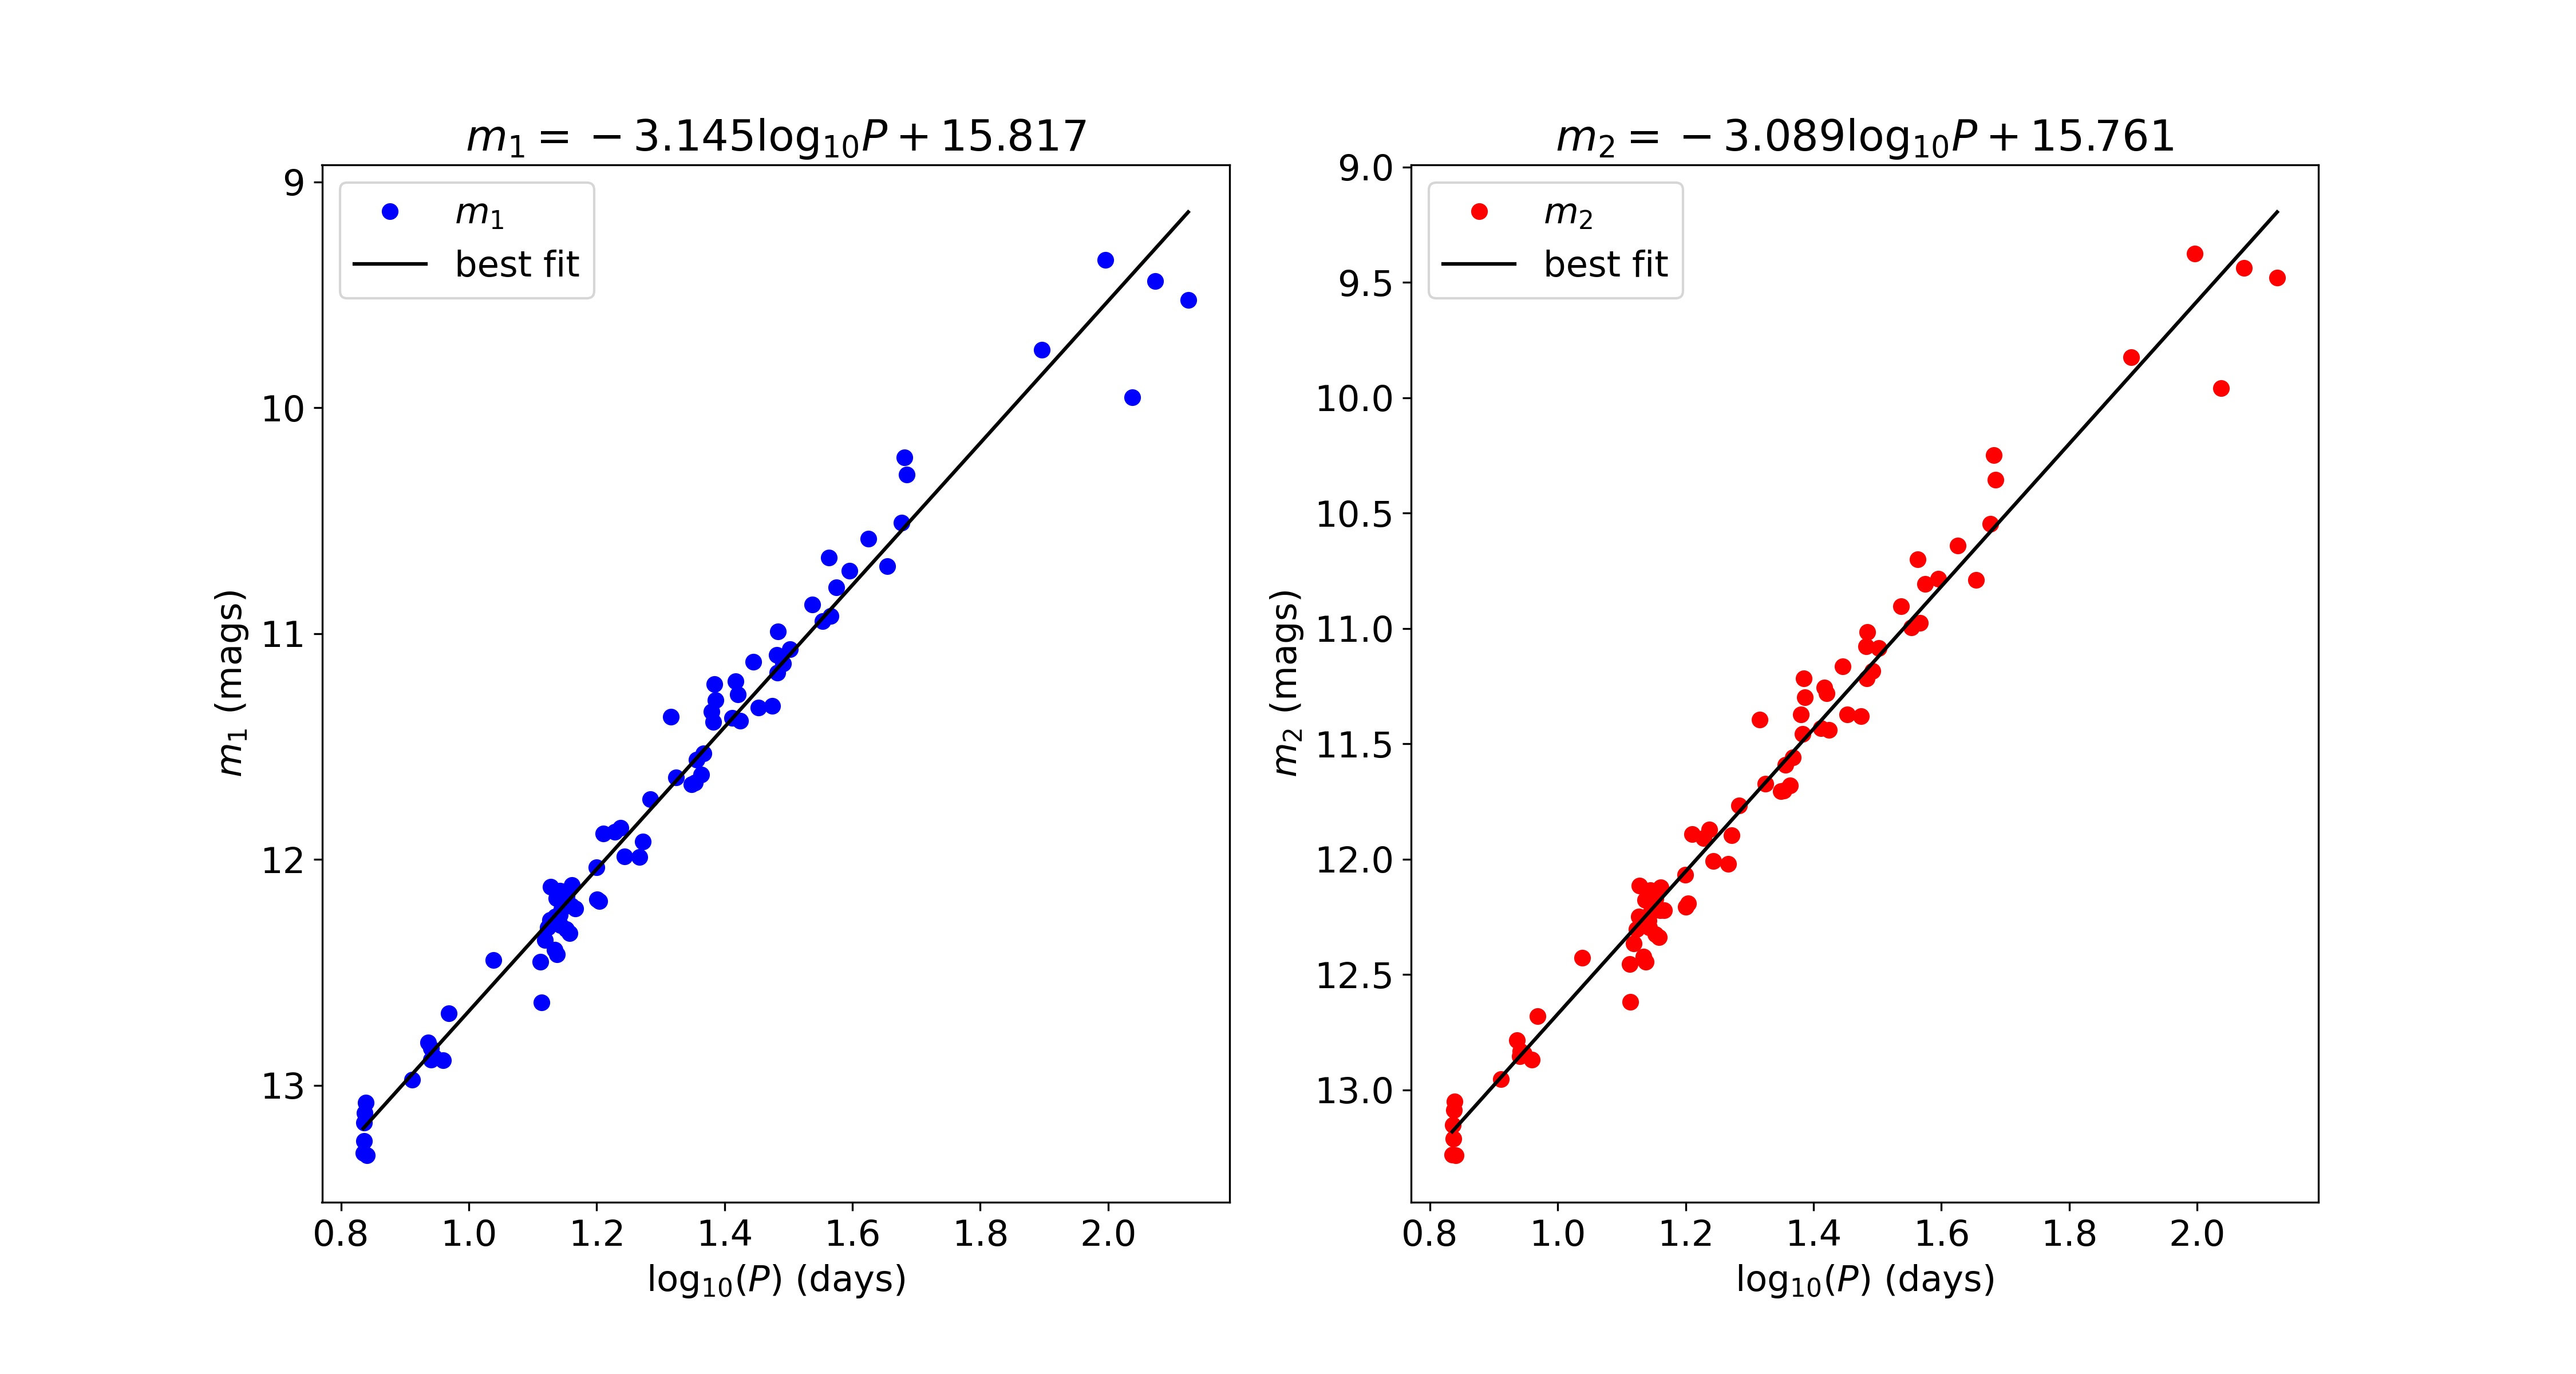 m₁ = −3.145log₁₀P + 15.817
m₁
best fit
9
10
11
12
13
m₁ (mags)
0.8 1.0 1.2 1.4 1.6 1.8 2.0
log₁₀(P) (days)
m₂ = −3.089log₁₀P + 15.761
m₂
best fit
9.0
9.5
10.0
10.5
11.0
11.5
12.0
12.5
13.0
m₂ (mags)
0.8 1.0 1.2 1.4 1.6 1.8 2.0
log₁₀(P) (days)